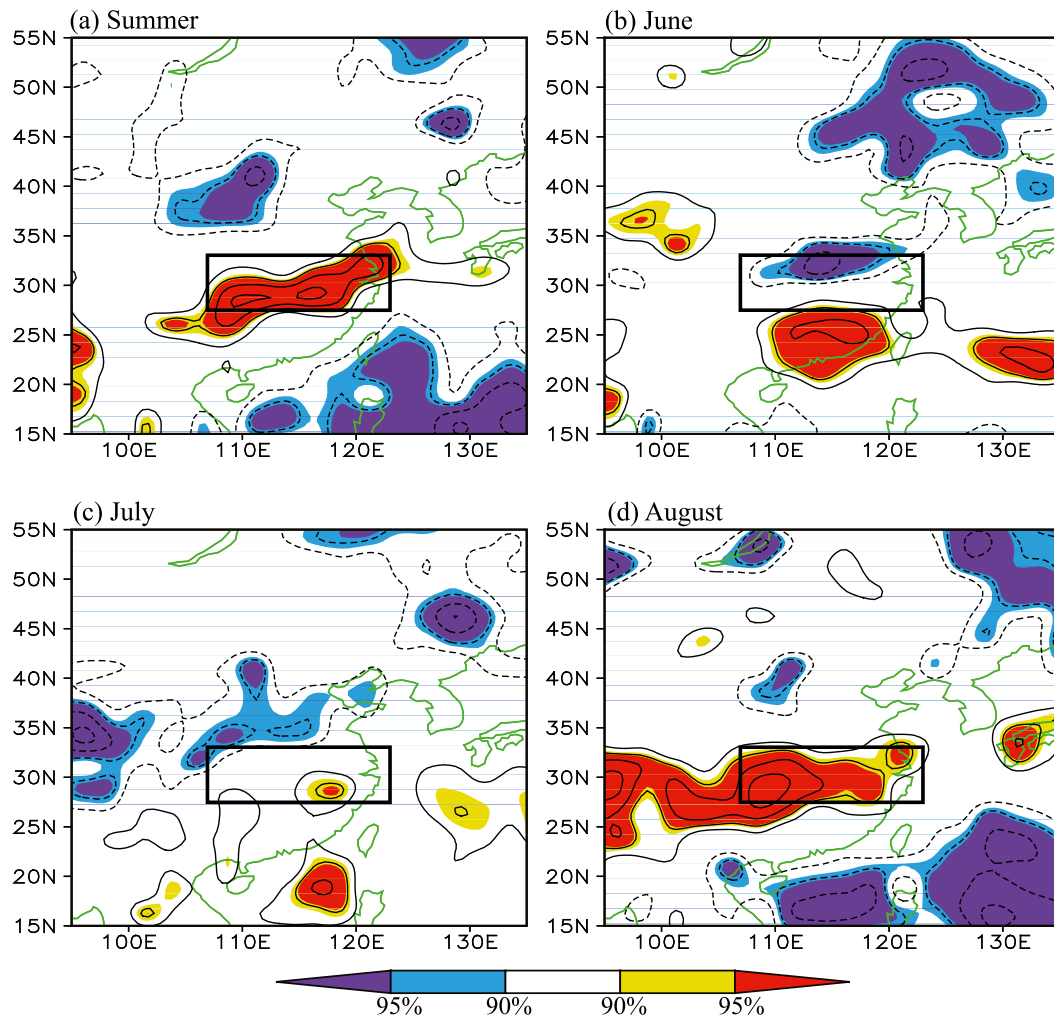 (a) Summer
55N
50N
45N
40N
35N
30N
25N
20N
15N
100E 110E 120E 130E
(b) June
55N
50N
45N
40N
35N
30N
25N
20N
15N
100E 110E 120E 130E
(c) July
55N
50N
45N
40N
35N
30N
25N
20N
15N
100E 110E 120E 130E
(d) August
55N
50N
45N
40N
35N
30N
25N
20N
15N
100E 110E 120E 130E
95% 90% 90% 95%